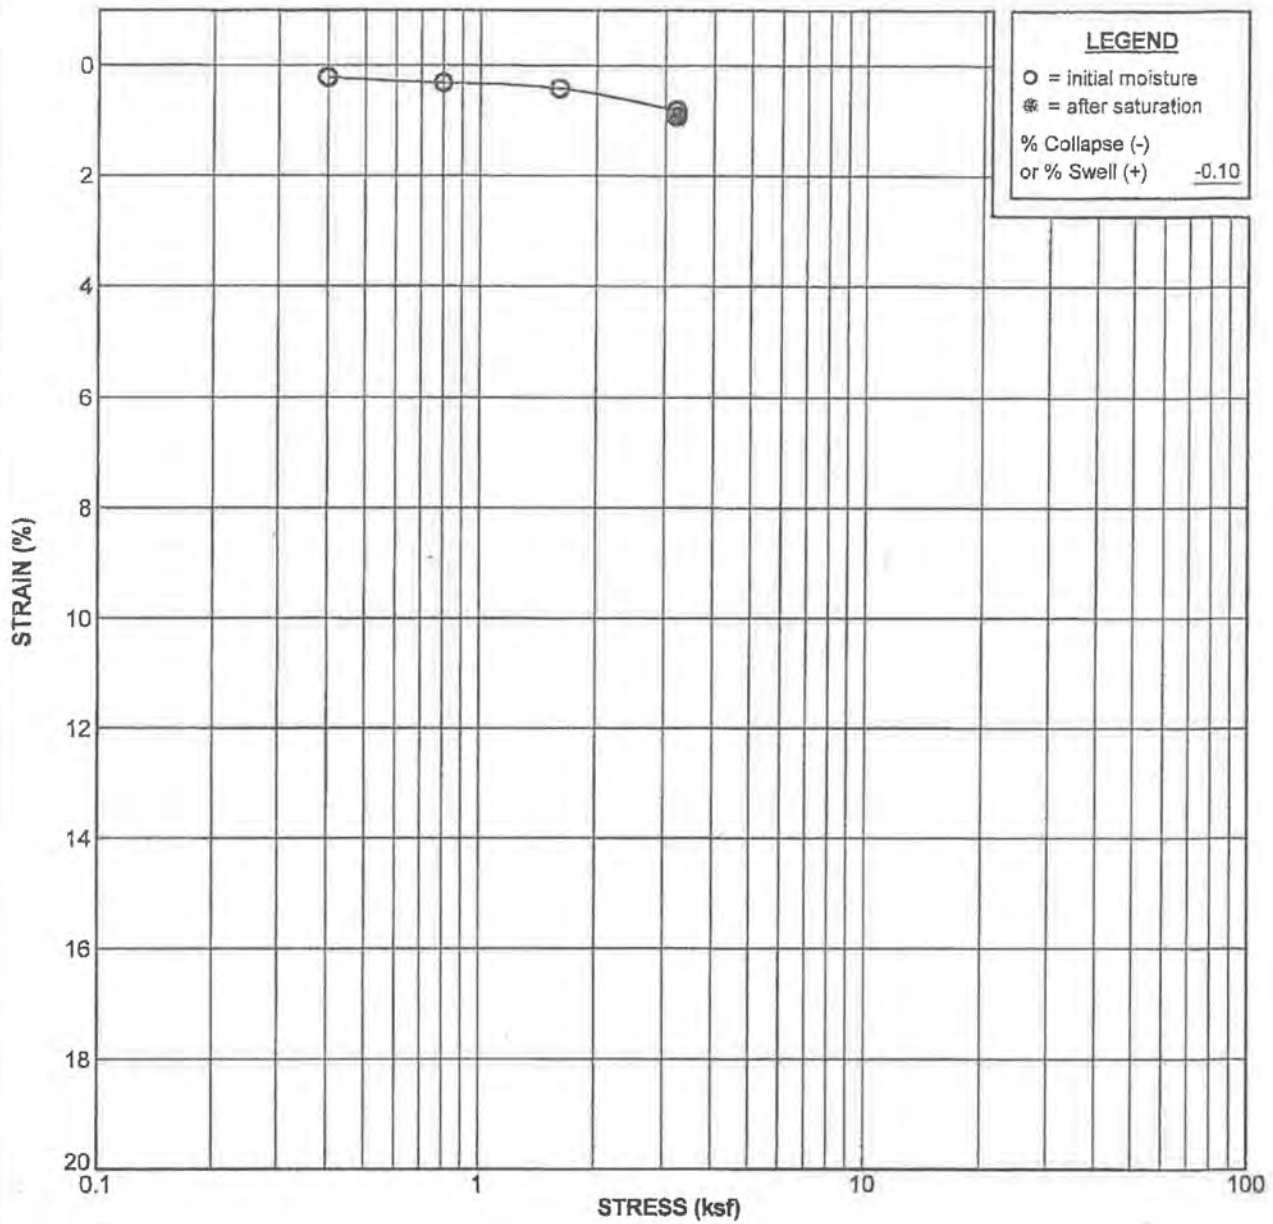 LEGEND
O = initial moisture
= after saturation
% Collapse (-)
or % Swell (+) -0.10
0
2
4
6
8
10
12
14
16
18
20
STRAIN (%)
0.1 1 10 100
STRESS (ksf)